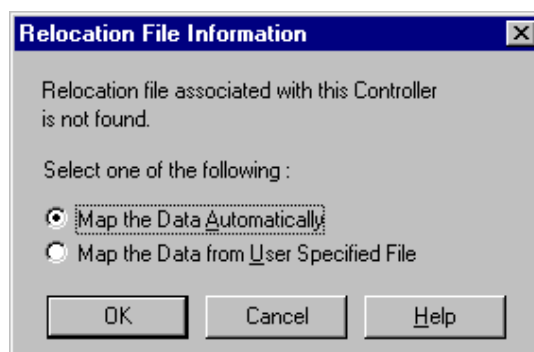 Relocation File Information
Relocation file associated with this Controller
is not found.
Select one of the following :
Map the Data Automatically
Map the Data from User Specified File
OK Cancel Help